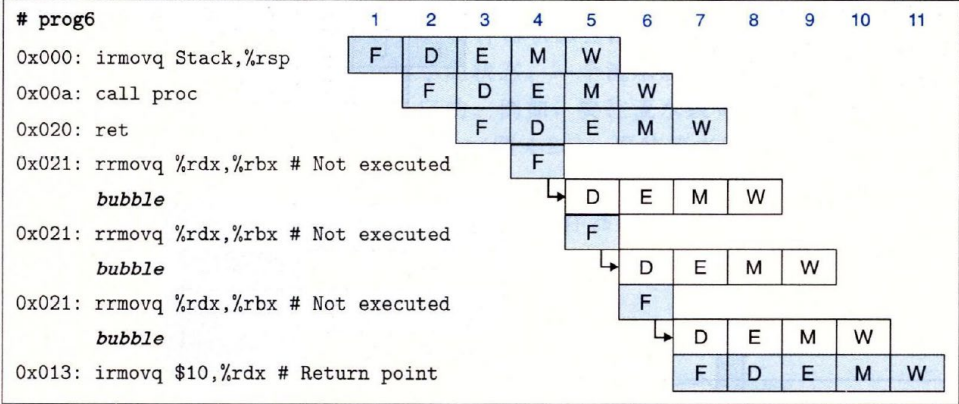 # prog6 1 2 3 4 5 6 7 8 9 10 11
0x000: irmovq Stack,%rsp F D E M W
0x00a: call proc F D E M W
0x020: ret F D E M W
0x021: rrmovq %rdx,%rbx # Not executed F
bubble D E M W
0x021: rrmovq %rdx,%rbx # Not executed F
bubble D E M W
0x021: rrmovq %rdx,%rbx # Not executed F
bubble D E M W
0x013: irmovq $10,%rdx # Return point F D E M W